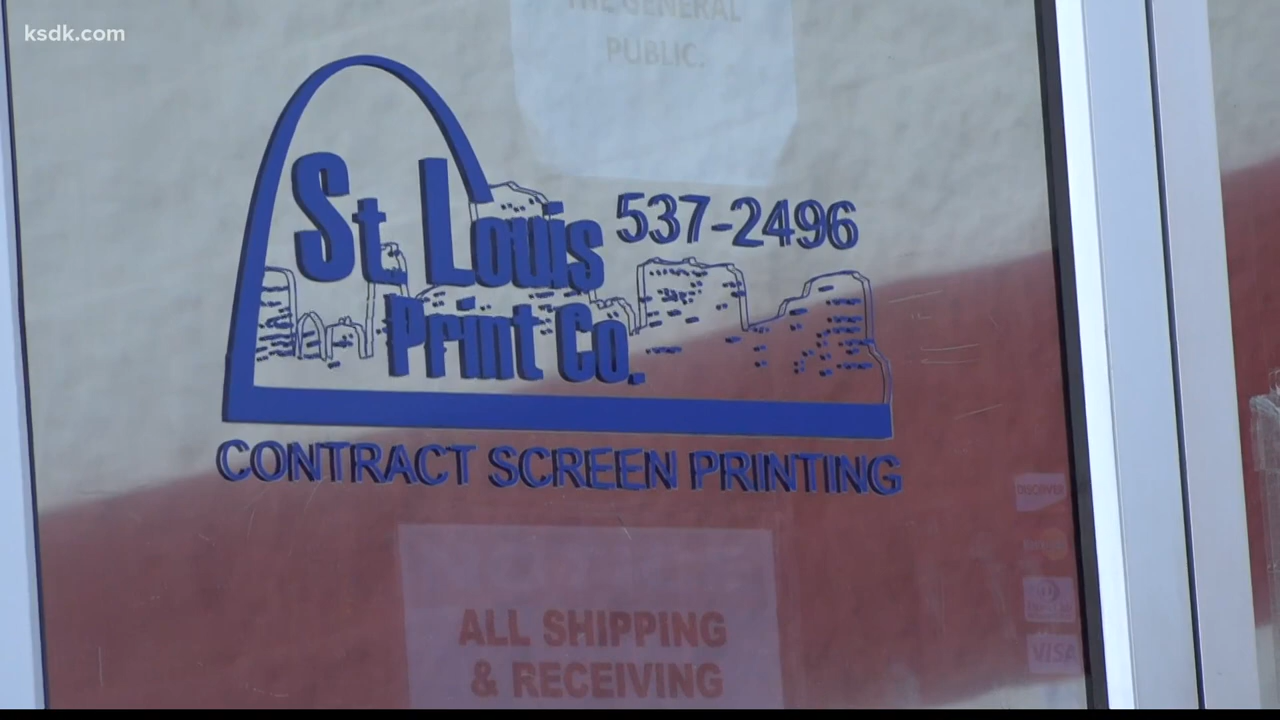 ksdk.com
THE GENERAL
PUBLIC.
St Louis
537-2496
Print Co.
CONTRACT SCREEN PRINTING
DISCOVER
ALL SHIPPING
& RECEIVING
VISA